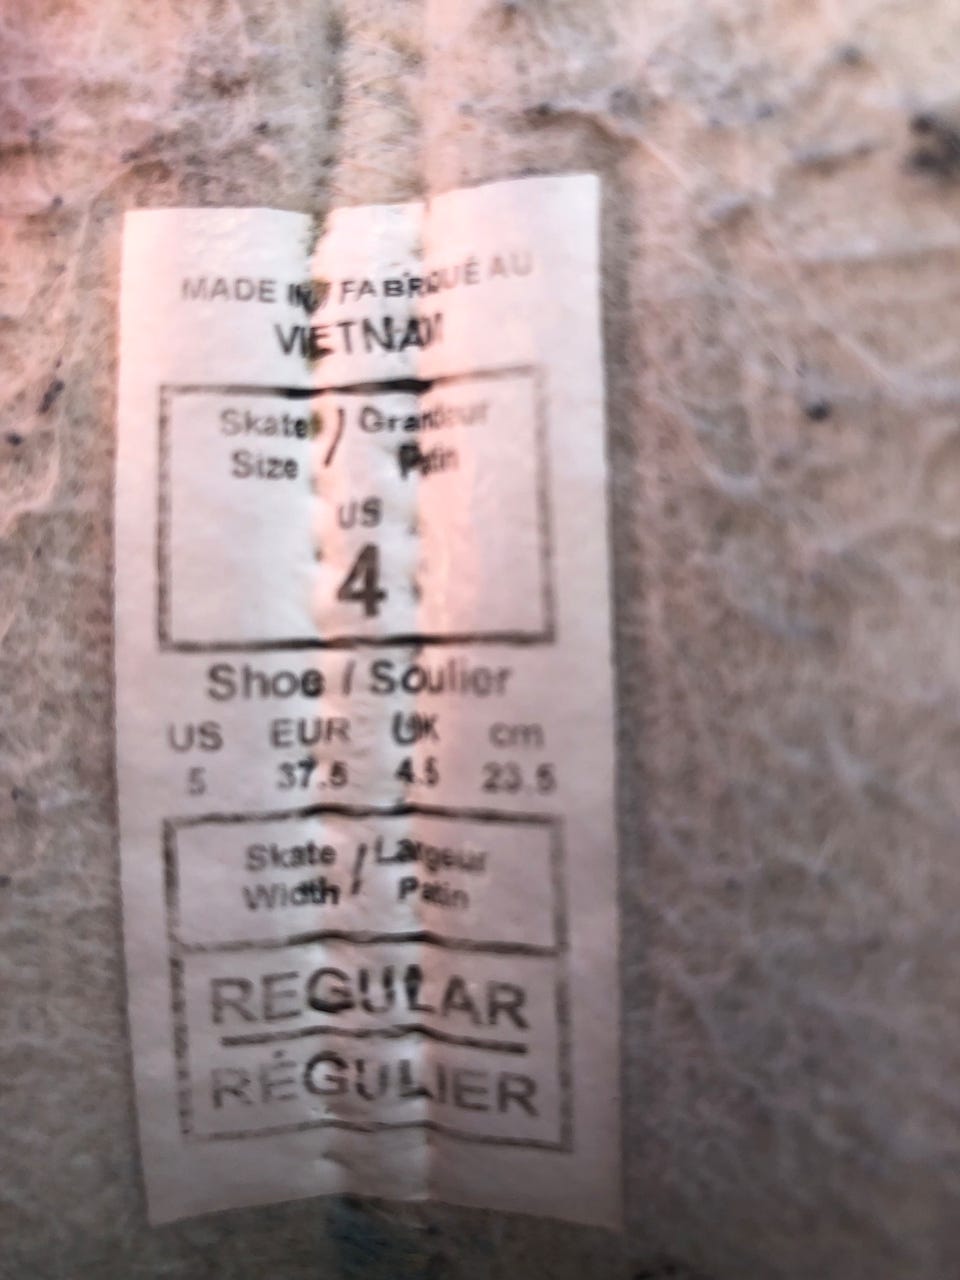 MADE IN / FABRIQUÉ AU
VIETNAM
Skate / Grandeur
Size Patin
US
4
Shoe / Soulier
US EUR UK cm
5 37.5 4.5 23.5
Skate / Largeur
Width Patin
REGULAR
RÉGULIER